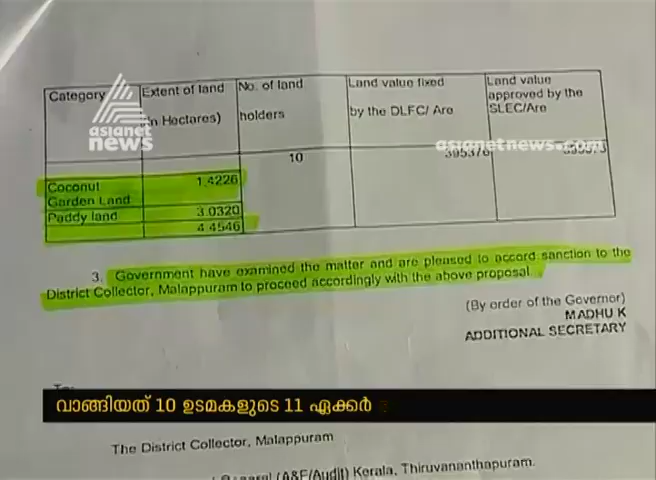 Category
Extent of land
(in Hectares)
No. of land
holders
Land value fixed
by the DLFC/ Are
Land value
approved by the
SLEC/Are
asianet
news
asianetnews.com
10
395376
Coconut
Garden Land
1.4226
Paddy land
3.0320
4.4546
3. Government have examined the matter and are pleased to accord sanction to the
District Collector, Malappuram to proceed accordingly with the above proposal.
(By order of the Governor)
MADHU K
ADDITIONAL SECRETARY
വാങ്ങിയത് 10 ഉടമകളുടെ 11 ഏക്കർ
The District Collector, Malappuram
(A&E/Audit) Kerala, Thiruvananthapuram.